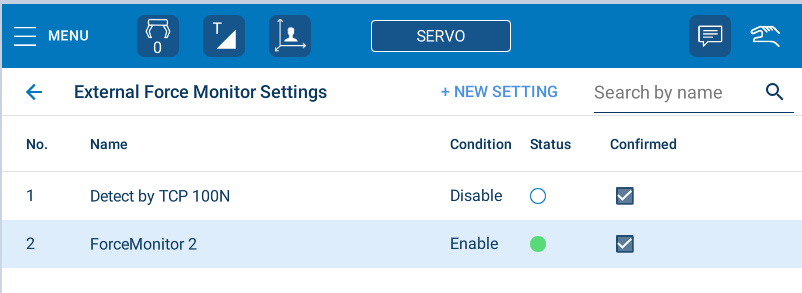 MENU 0 T SERVO
External Force Monitor Settings + NEW SETTING Search by name
No. Name Condition Status Confirmed
1 Detect by TCP 100N Disable
2 ForceMonitor 2 Enable